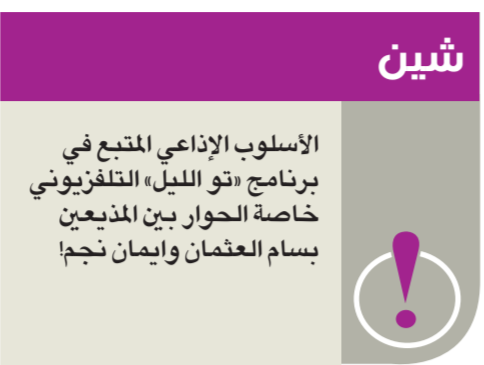 شين
الأسلوب الإذاعي المتبع في
برنامج «تو الليل» التلفزيوني
خاصة الحوار بين المذيعين
بسام العثمان وايمان نجم!
!